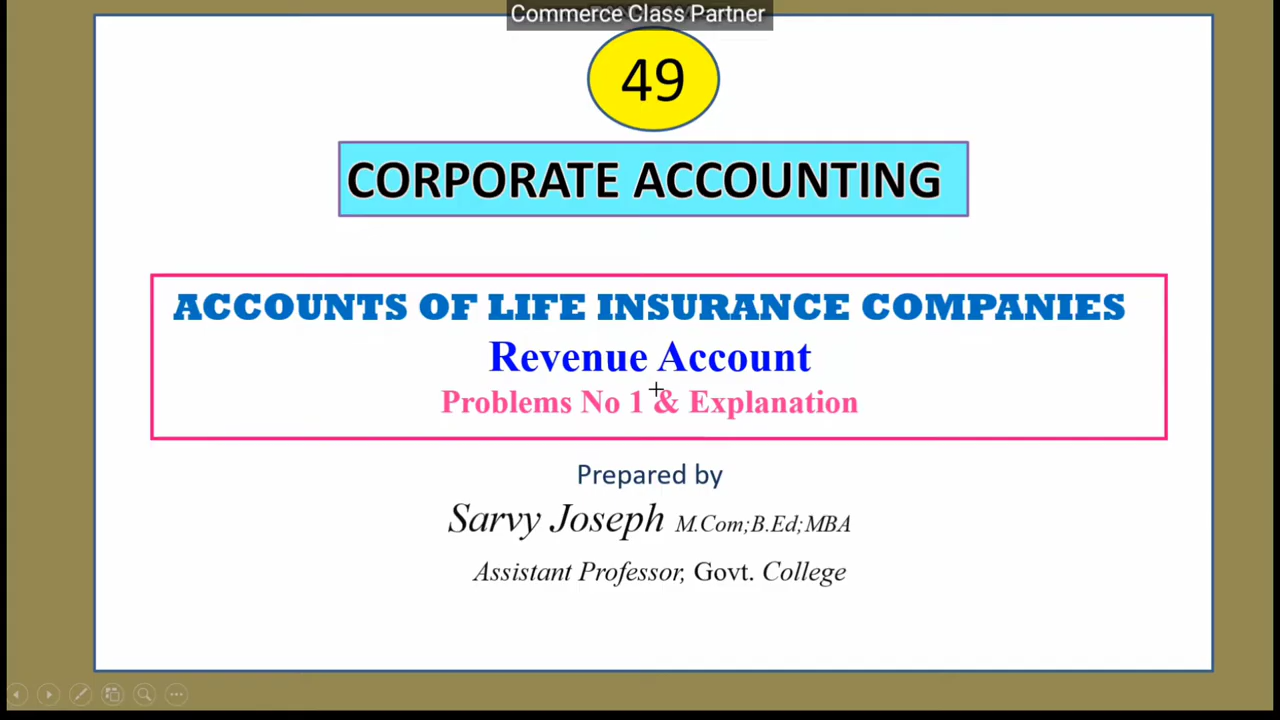 Commerce Class Partner
49
CORPORATE ACCOUNTING
ACCOUNTS OF LIFE INSURANCE COMPANIES
Revenue Account
Problems No 1 & Explanation
Prepared by
Sarvy Joseph M.Com;B.Ed;MBA
Assistant Professor, Govt. College